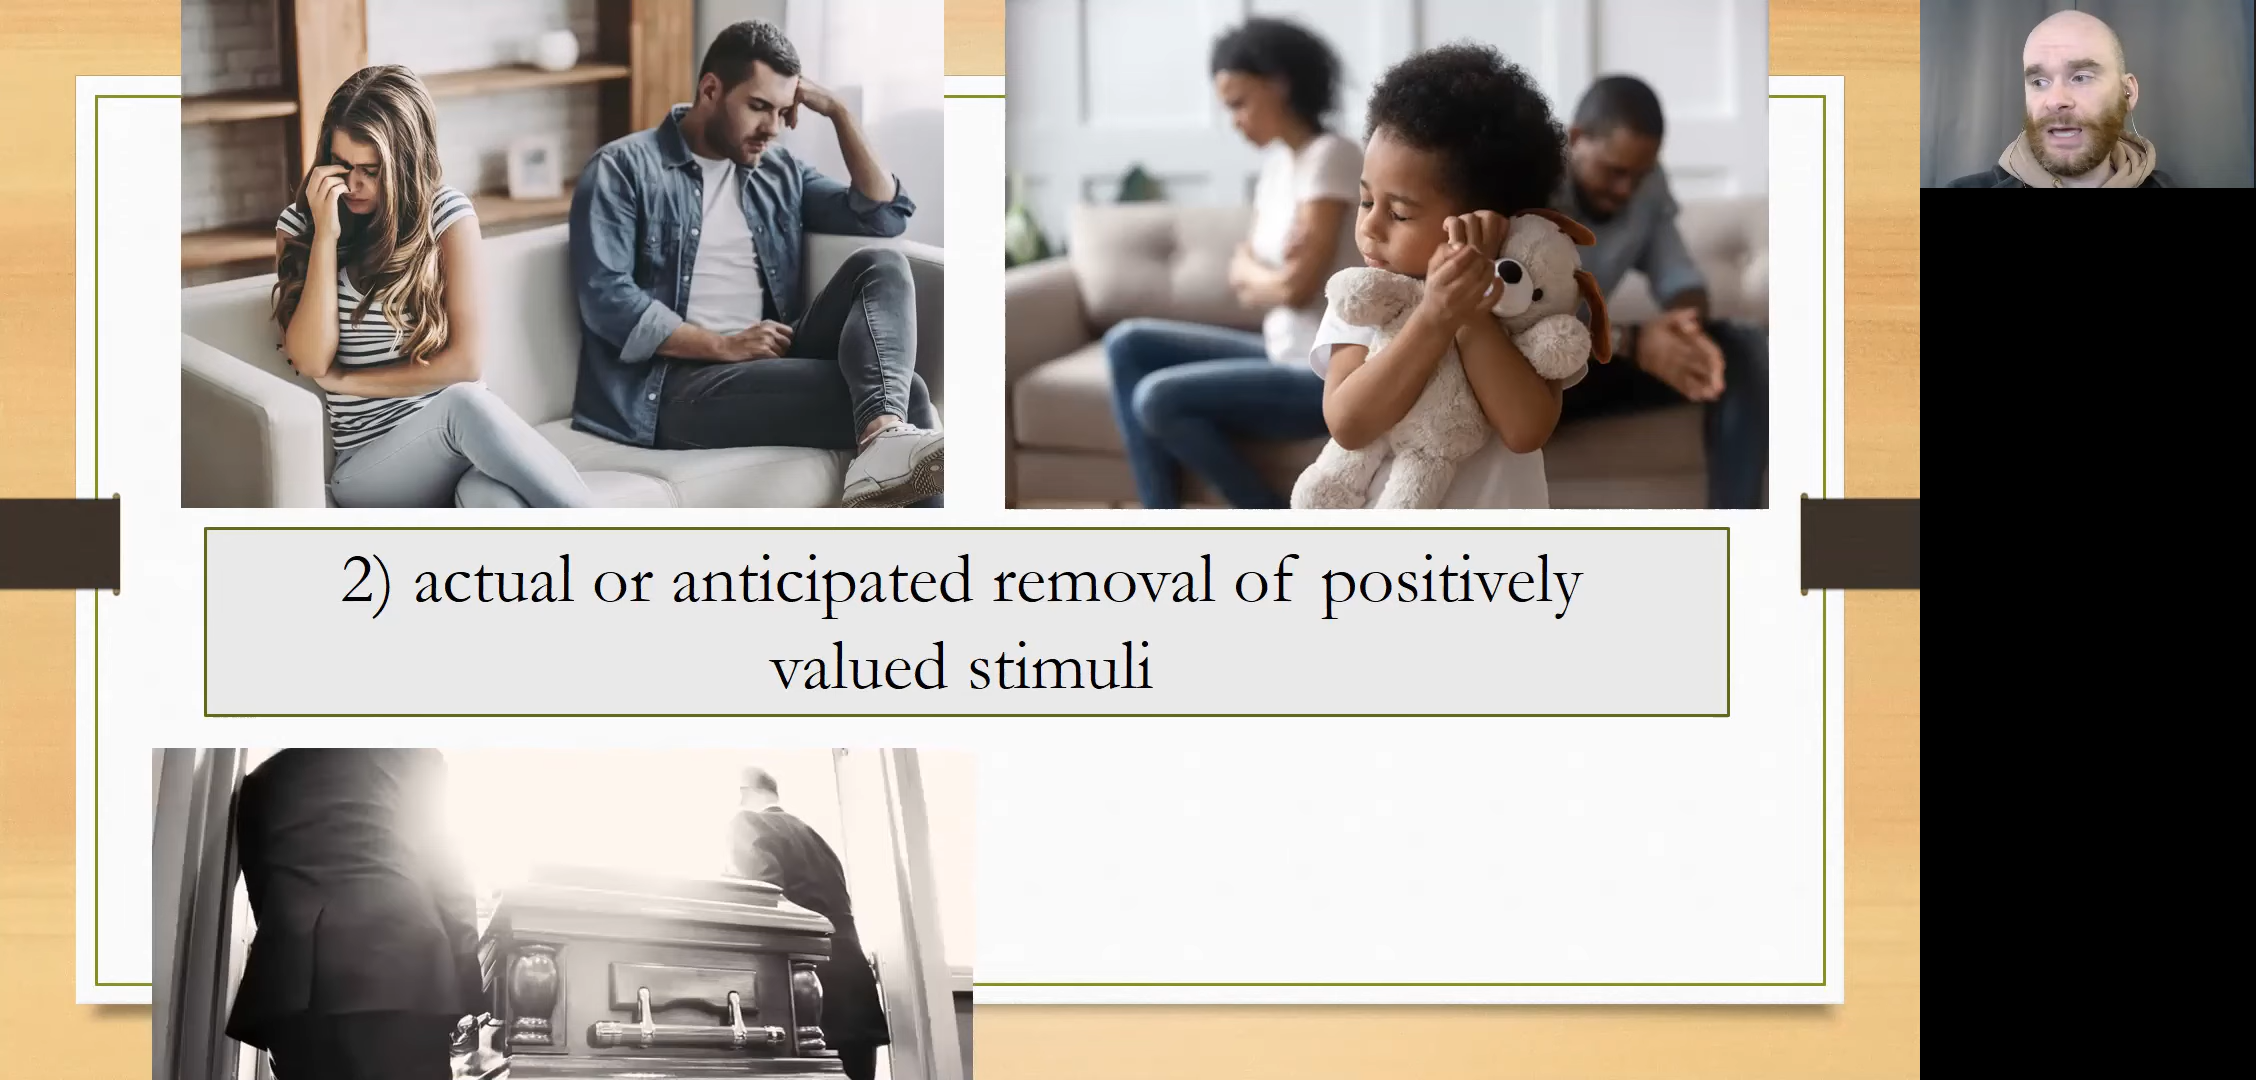 2) actual or anticipated removal of positively
valued stimuli